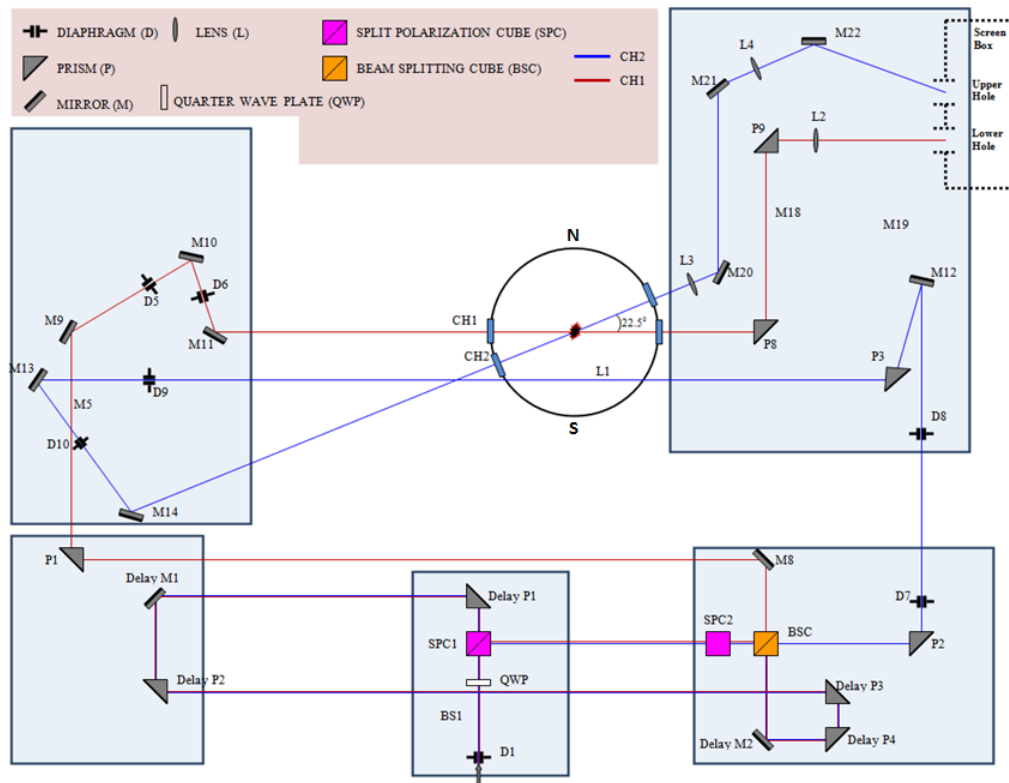 DIAPHRAGM (D)
LENS (L)
SPLIT POLARIZATION CUBE (SPC)
PRISM (P)
BEAM SPLITTING CUBE (BSC)
CH2
CH1
MIRROR (M)
QUARTER WAVE PLATE (QWP)
M22
L4
M21
Screen
Box
Upper
Hole
P9
L2
Lower
Hole
M18
M19
M10
D5
D6
M9
M11
N
CH1
CH2
22.5⁰
S
L3
M20
M12
P8
P3
M13
M5
D9
L1
D10
D8
M14
P1
Delay M1
Delay P1
M8
D7
SPC1
SPC2
BSC
P2
Delay P2
QWP
Delay P3
BS1
D1
Delay M2
Delay P4